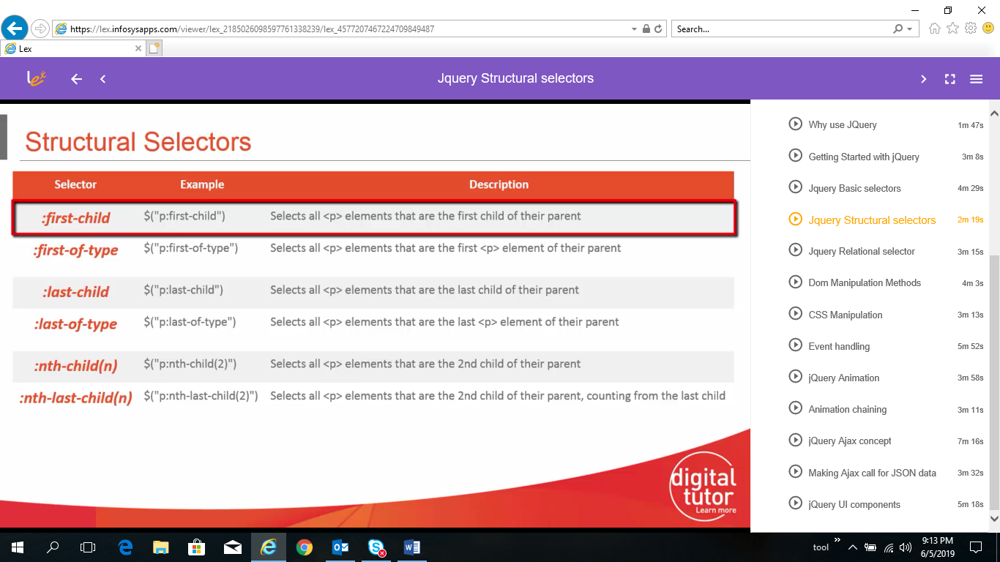 https://lex.infosysapps.com/viewer/lex_2185026098597761338239/lex_4577207467224709849487
Search...
Lex
lex
Jquery Structural selectors
Structural Selectors
Selector Example Description
:first-child $("p:first-child") Selects all <p> elements that are the first child of their parent
:first-of-type $("p:first-of-type") Selects all <p> elements that are the first <p> element of their parent
:last-child $("p:last-child") Selects all <p> elements that are the last child of their parent
:last-of-type $("p:last-of-type") Selects all <p> elements that are the last <p> element of their parent
:nth-child(n) $("p:nth-child(2)") Selects all <p> elements that are the 2nd child of their parent
:nth-last-child(n) $("p:nth-last-child(2)") Selects all <p> elements that are the 2nd child of their parent, counting from the last child
digital
tutor
Learn more
Why use JQuery 1m 47s
Getting Started with jQuery 3m 8s
Jquery Basic selectors 4m 29s
Jquery Structural selectors 2m 19s
Jquery Relational selector 3m 15s
Dom Manipulation Methods 4m 3s
CSS Manipulation 3m 13s
Event handling 5m 52s
jQuery Animation 3m 58s
Animation chaining 3m 11s
jQuery Ajax concept 7m 16s
Making Ajax call for JSON data 3m 32s
jQuery UI components 5m 18s
tool
9:13 PM
6/5/2019